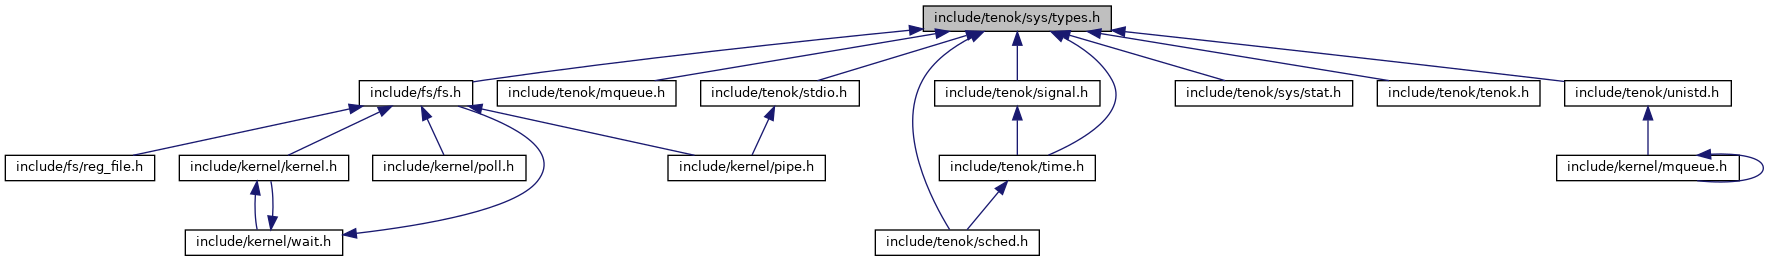 include/tenok/sys/types.h
include/fs/fs.h
include/tenok/mqueue.h
include/tenok/stdio.h
include/tenok/signal.h
include/tenok/sys/stat.h
include/tenok/tenok.h
include/tenok/unistd.h
include/fs/reg_file.h
include/kernel/kernel.h
include/kernel/poll.h
include/kernel/pipe.h
include/tenok/time.h
include/kernel/mqueue.h
include/kernel/wait.h
include/tenok/sched.h